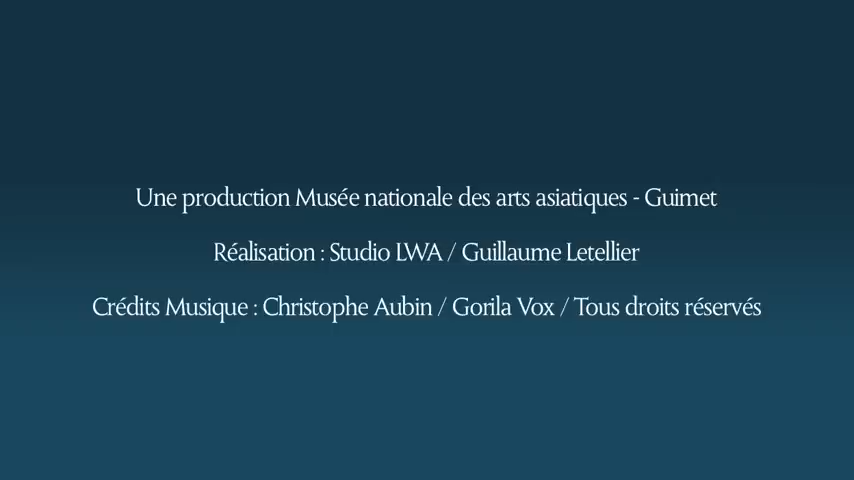 Une production Musée nationale des arts asiatiques - Guimet
Réalisation : Studio LWA / Guillaume Letellier
Crédits Musique : Christophe Aubin / Gorila Vox / Tous droits réservés